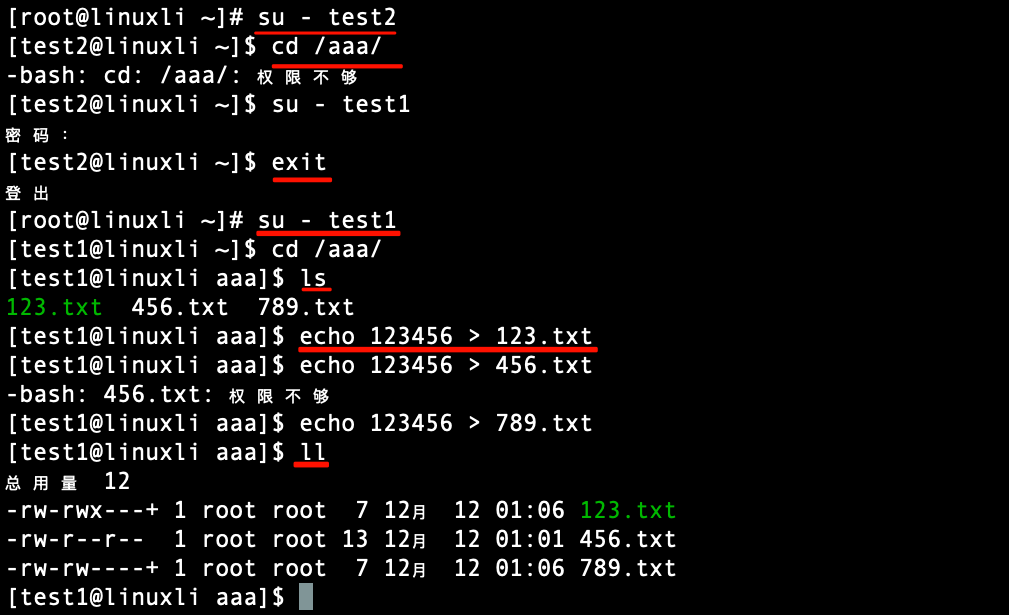 [root@linuxli ~]# su - test2
[test2@linuxli ~]$ cd /aaa/
-bash: cd: /aaa/: 权限不够
[test2@linuxli ~]$ su - test1
密码：
[test2@linuxli ~]$ exit
登出
[root@linuxli ~]# su - test1
[test1@linuxli ~]$ cd /aaa/
[test1@linuxli aaa]$ ls
123.txt  456.txt  789.txt
[test1@linuxli aaa]$ echo 123456 > 123.txt
[test1@linuxli aaa]$ echo 123456 > 456.txt
-bash: 456.txt: 权限不够
[test1@linuxli aaa]$ echo 123456 > 789.txt
[test1@linuxli aaa]$ ll
总用量 12
-rw-rwx---+ 1 root root  7 12月  12 01:06 123.txt
-rw-r--r--  1 root root 13 12月  12 01:01 456.txt
-rw-rw----+ 1 root root  7 12月  12 01:06 789.txt
[test1@linuxli aaa]$